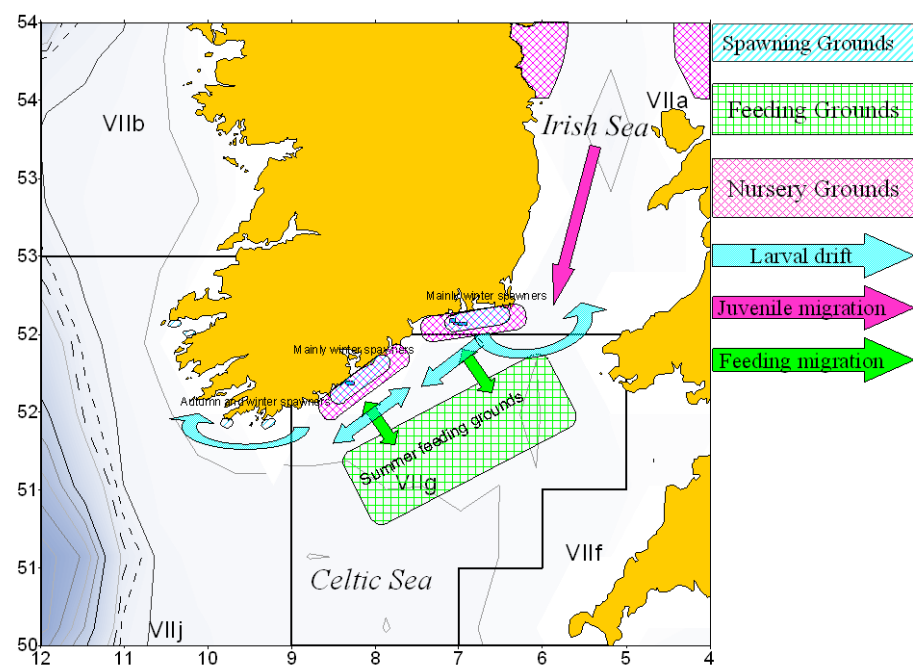 54
54
53
53
52
52
51
51
50
12
11
10
9
8
7
6
5
4
VIIb
VIIa
Irish Sea
Mainly winter spawners
Mainly winter spawners
Autumn and winter spawners
Summer feeding grounds
VIIg
VIIf
Celtic Sea
VIIj
Spawning Grounds
Feeding Grounds
Nursery Grounds
Larval drift
Juvenile migration
Feeding migration